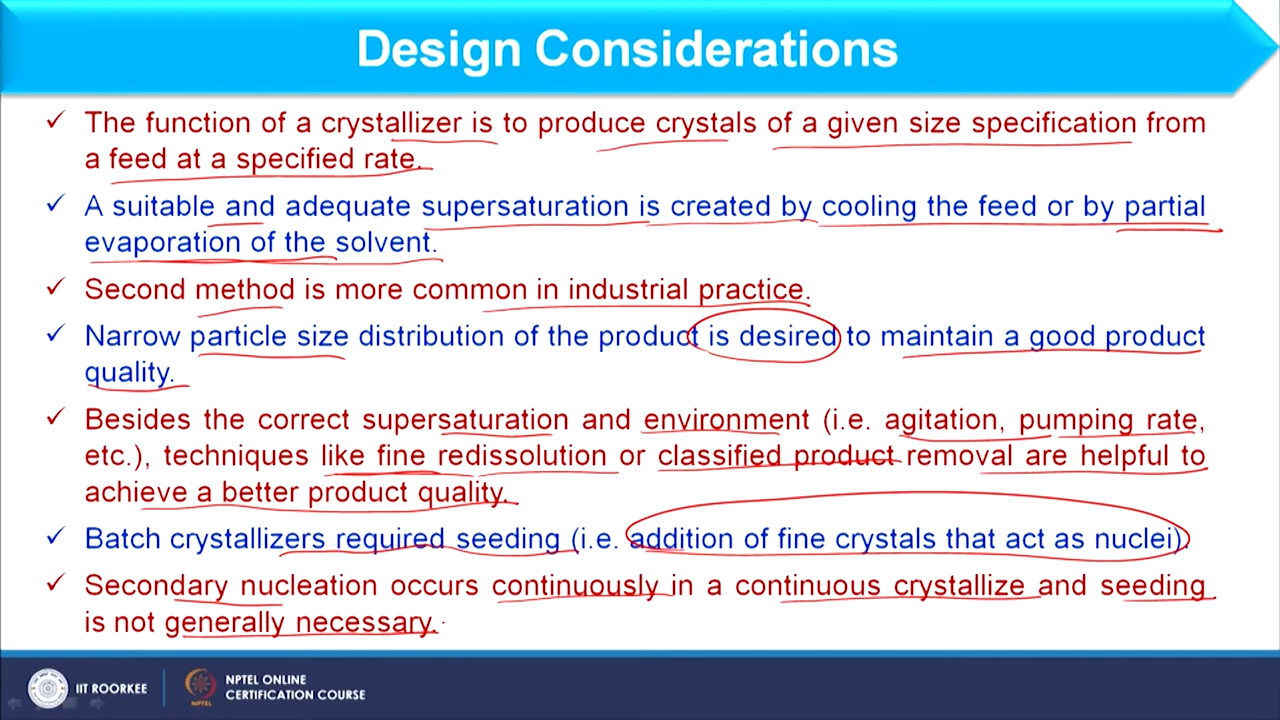 Design Considerations
✓ The function of a crystallizer is to produce crystals of a given size specification from
a feed at a specified rate.
✓ A suitable and adequate supersaturation is created by cooling the feed or by partial
evaporation of the solvent.
✓ Second method is more common in industrial practice.
✓ Narrow particle size distribution of the product is desired to maintain a good product
quality.
✓ Besides the correct supersaturation and environment (i.e. agitation, pumping rate,
etc.), techniques like fine redissolution or classified product removal are helpful to
achieve a better product quality.
✓ Batch crystallizers required seeding (i.e. addition of fine crystals that act as nuclei).
✓ Secondary nucleation occurs continuously in a continuous crystallize and seeding
is not generally necessary.
IIT ROORKEE
NPTEL
NPTEL ONLINE
CERTIFICATION COURSE